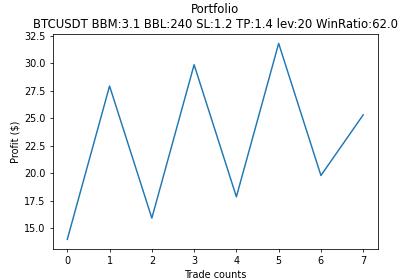 Portfolio
BTCUSDT BBM:3.1 BBL:240 SL:1.2 TP:1.4 lev:20 WinRatio:62.0
32.5
30.0
27.5
25.0
22.5
20.0
17.5
15.0
Profit ($)
0 1 2 3 4 5 6 7
Trade counts